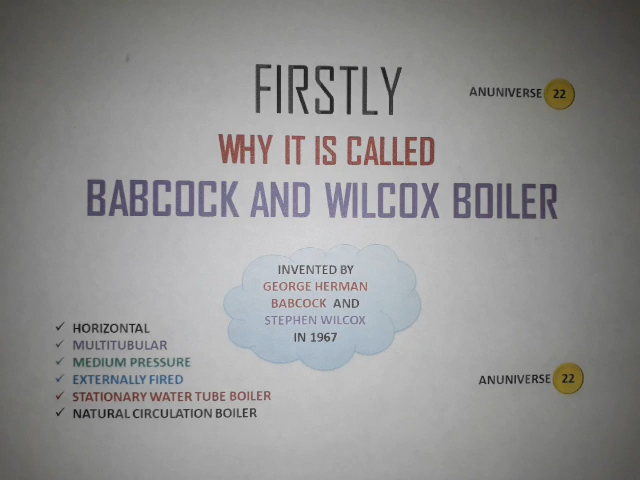 FIRSTLY
ANUNIVERSE 22
WHY IT IS CALLED
BABCOCK AND WILCOX BOILER
INVENTED BY
GEORGE HERMAN
BABCOCK AND
STEPHEN WILCOX
IN 1967
✓ HORIZONTAL
✓ MULTITUBULAR
✓ MEDIUM PRESSURE
✓ EXTERNALLY FIRED
✓ STATIONARY WATER TUBE BOILER
✓ NATURAL CIRCULATION BOILER
ANUNIVERSE 22